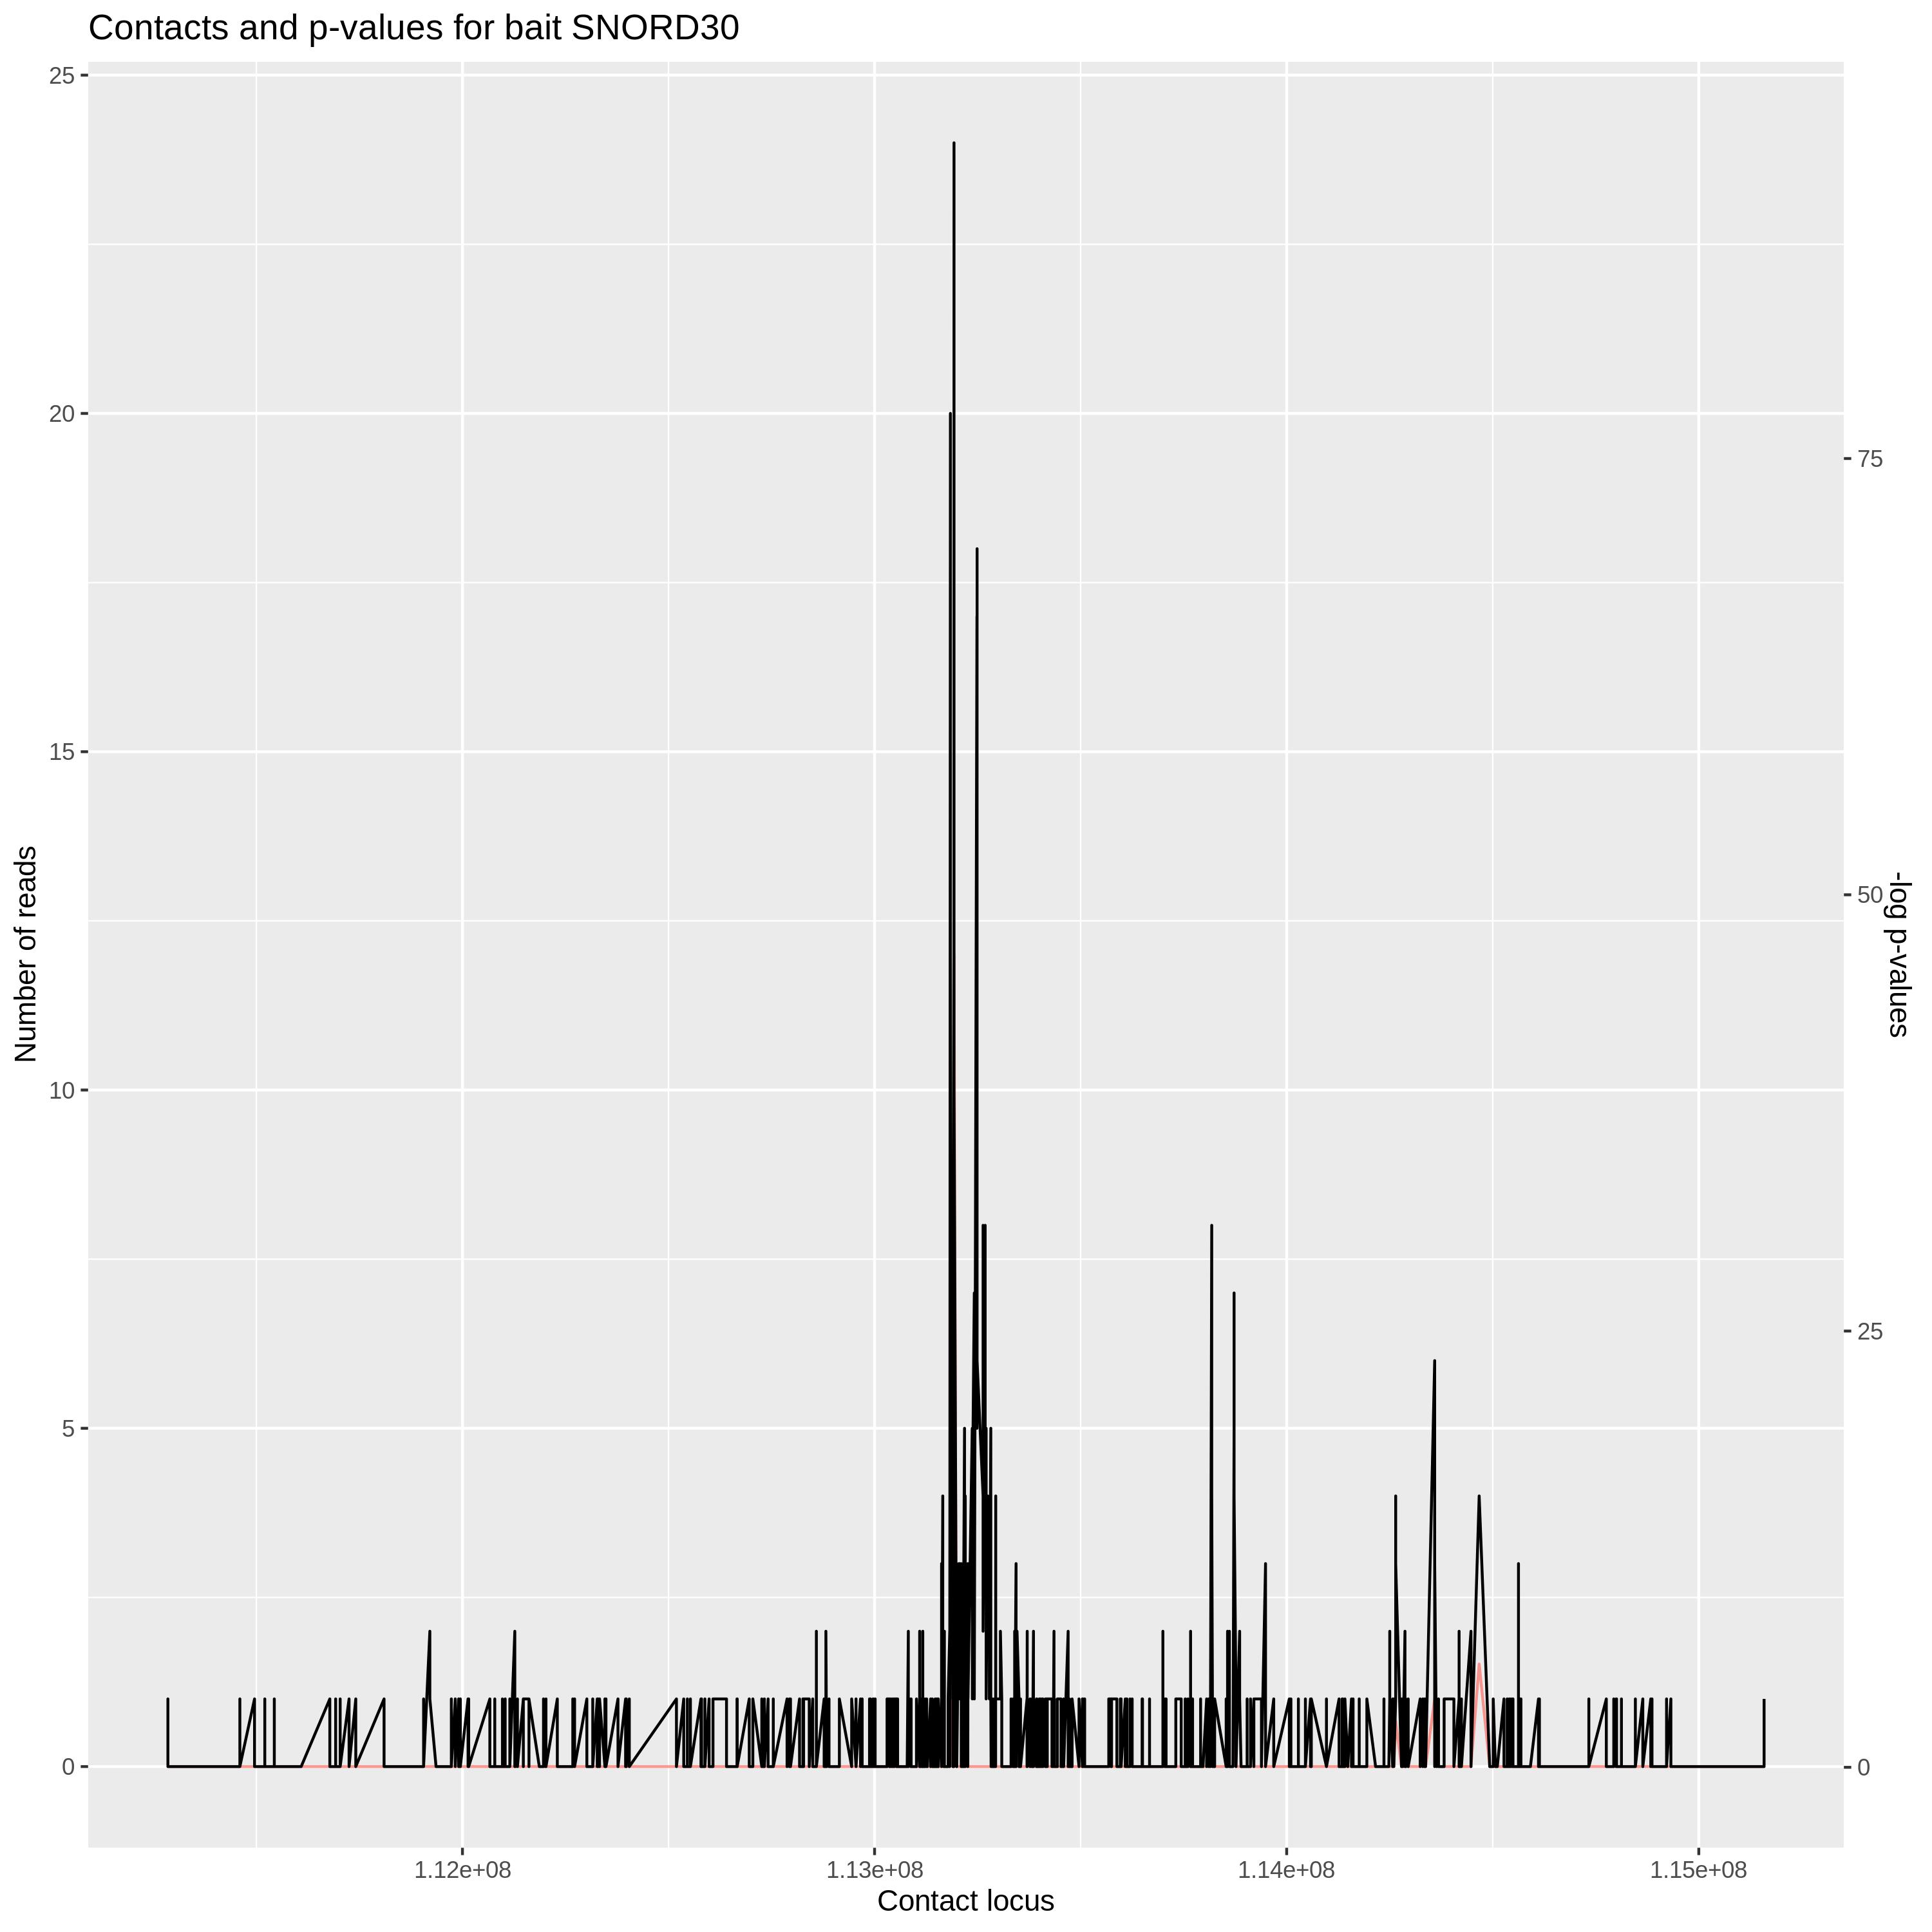 Contacts and p-values for bait SNORD30
25
20
15
10
5
0
Number of reads
75
50
25
0
-log p-values
1.12e+08
1.13e+08
1.14e+08
1.15e+08
Contact locus